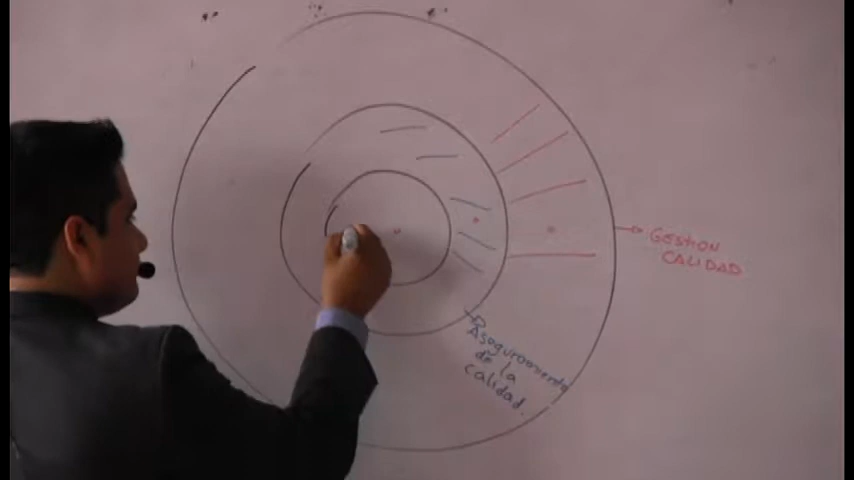 GESTION
CALIDAD
Aseguramiento
de la
calidad.